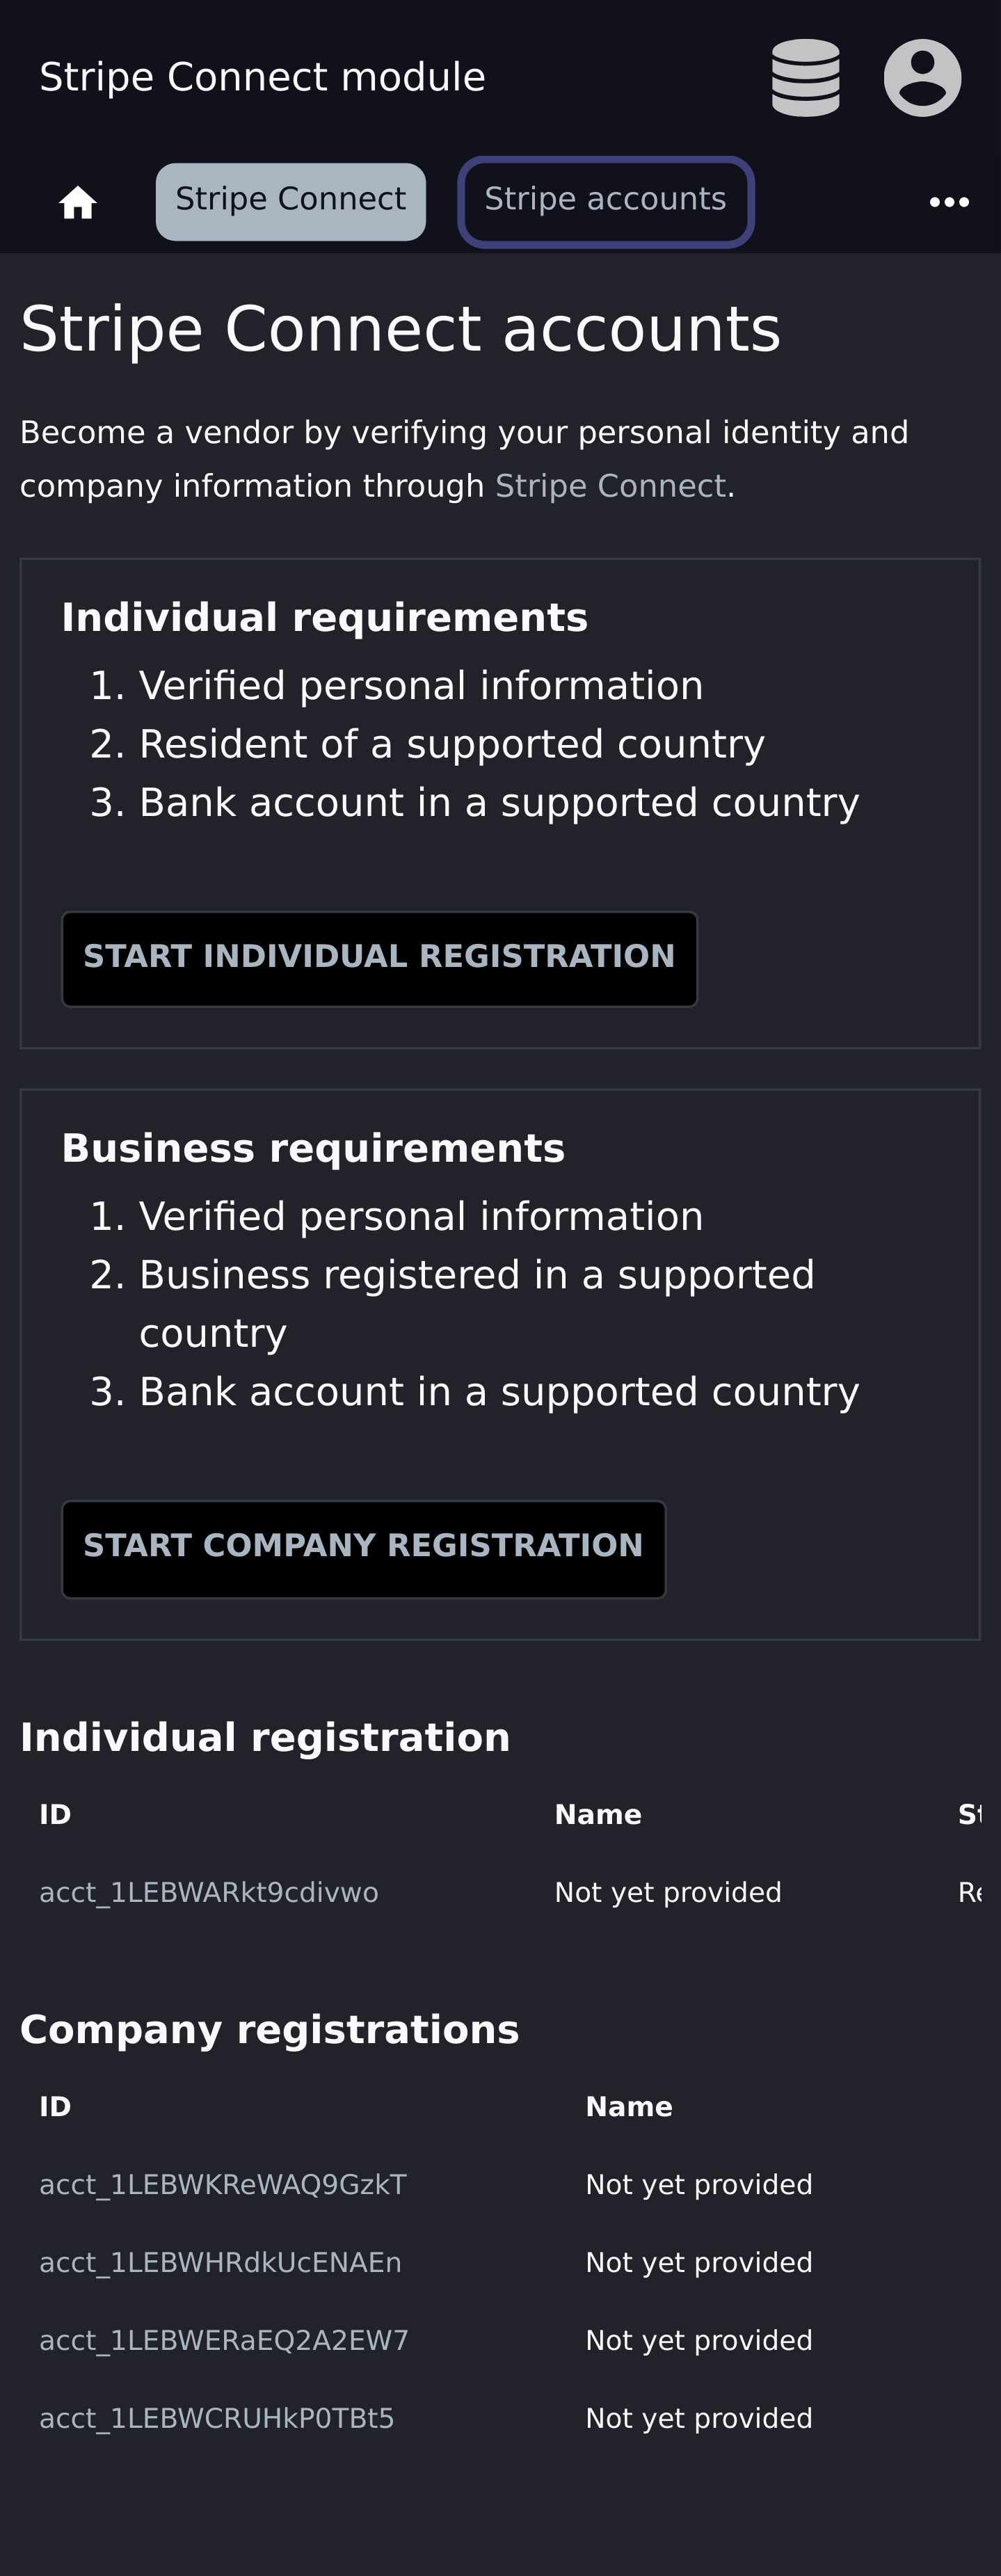 Stripe Connect module
Stripe Connect Stripe accounts
Stripe Connect accounts
Become a vendor by verifying your personal identity and
company information through Stripe Connect.
Individual requirements
1. Verified personal information
2. Resident of a supported country
3. Bank account in a supported country
START INDIVIDUAL REGISTRATION
Business requirements
1. Verified personal information
2. Business registered in a supported
country
3. Bank account in a supported country
START COMPANY REGISTRATION
Individual registration
ID Name
acct_1LEBWARkt9cdivwo Not yet provided
Company registrations
ID Name
acct_1LEBWKReWAQ9GzkT Not yet provided
acct_1LEBWHRdkUcENAEn Not yet provided
acct_1LEBWERaEQ2A2EW7 Not yet provided
acct_1LEBWCRUHkP0TBt5 Not yet provided